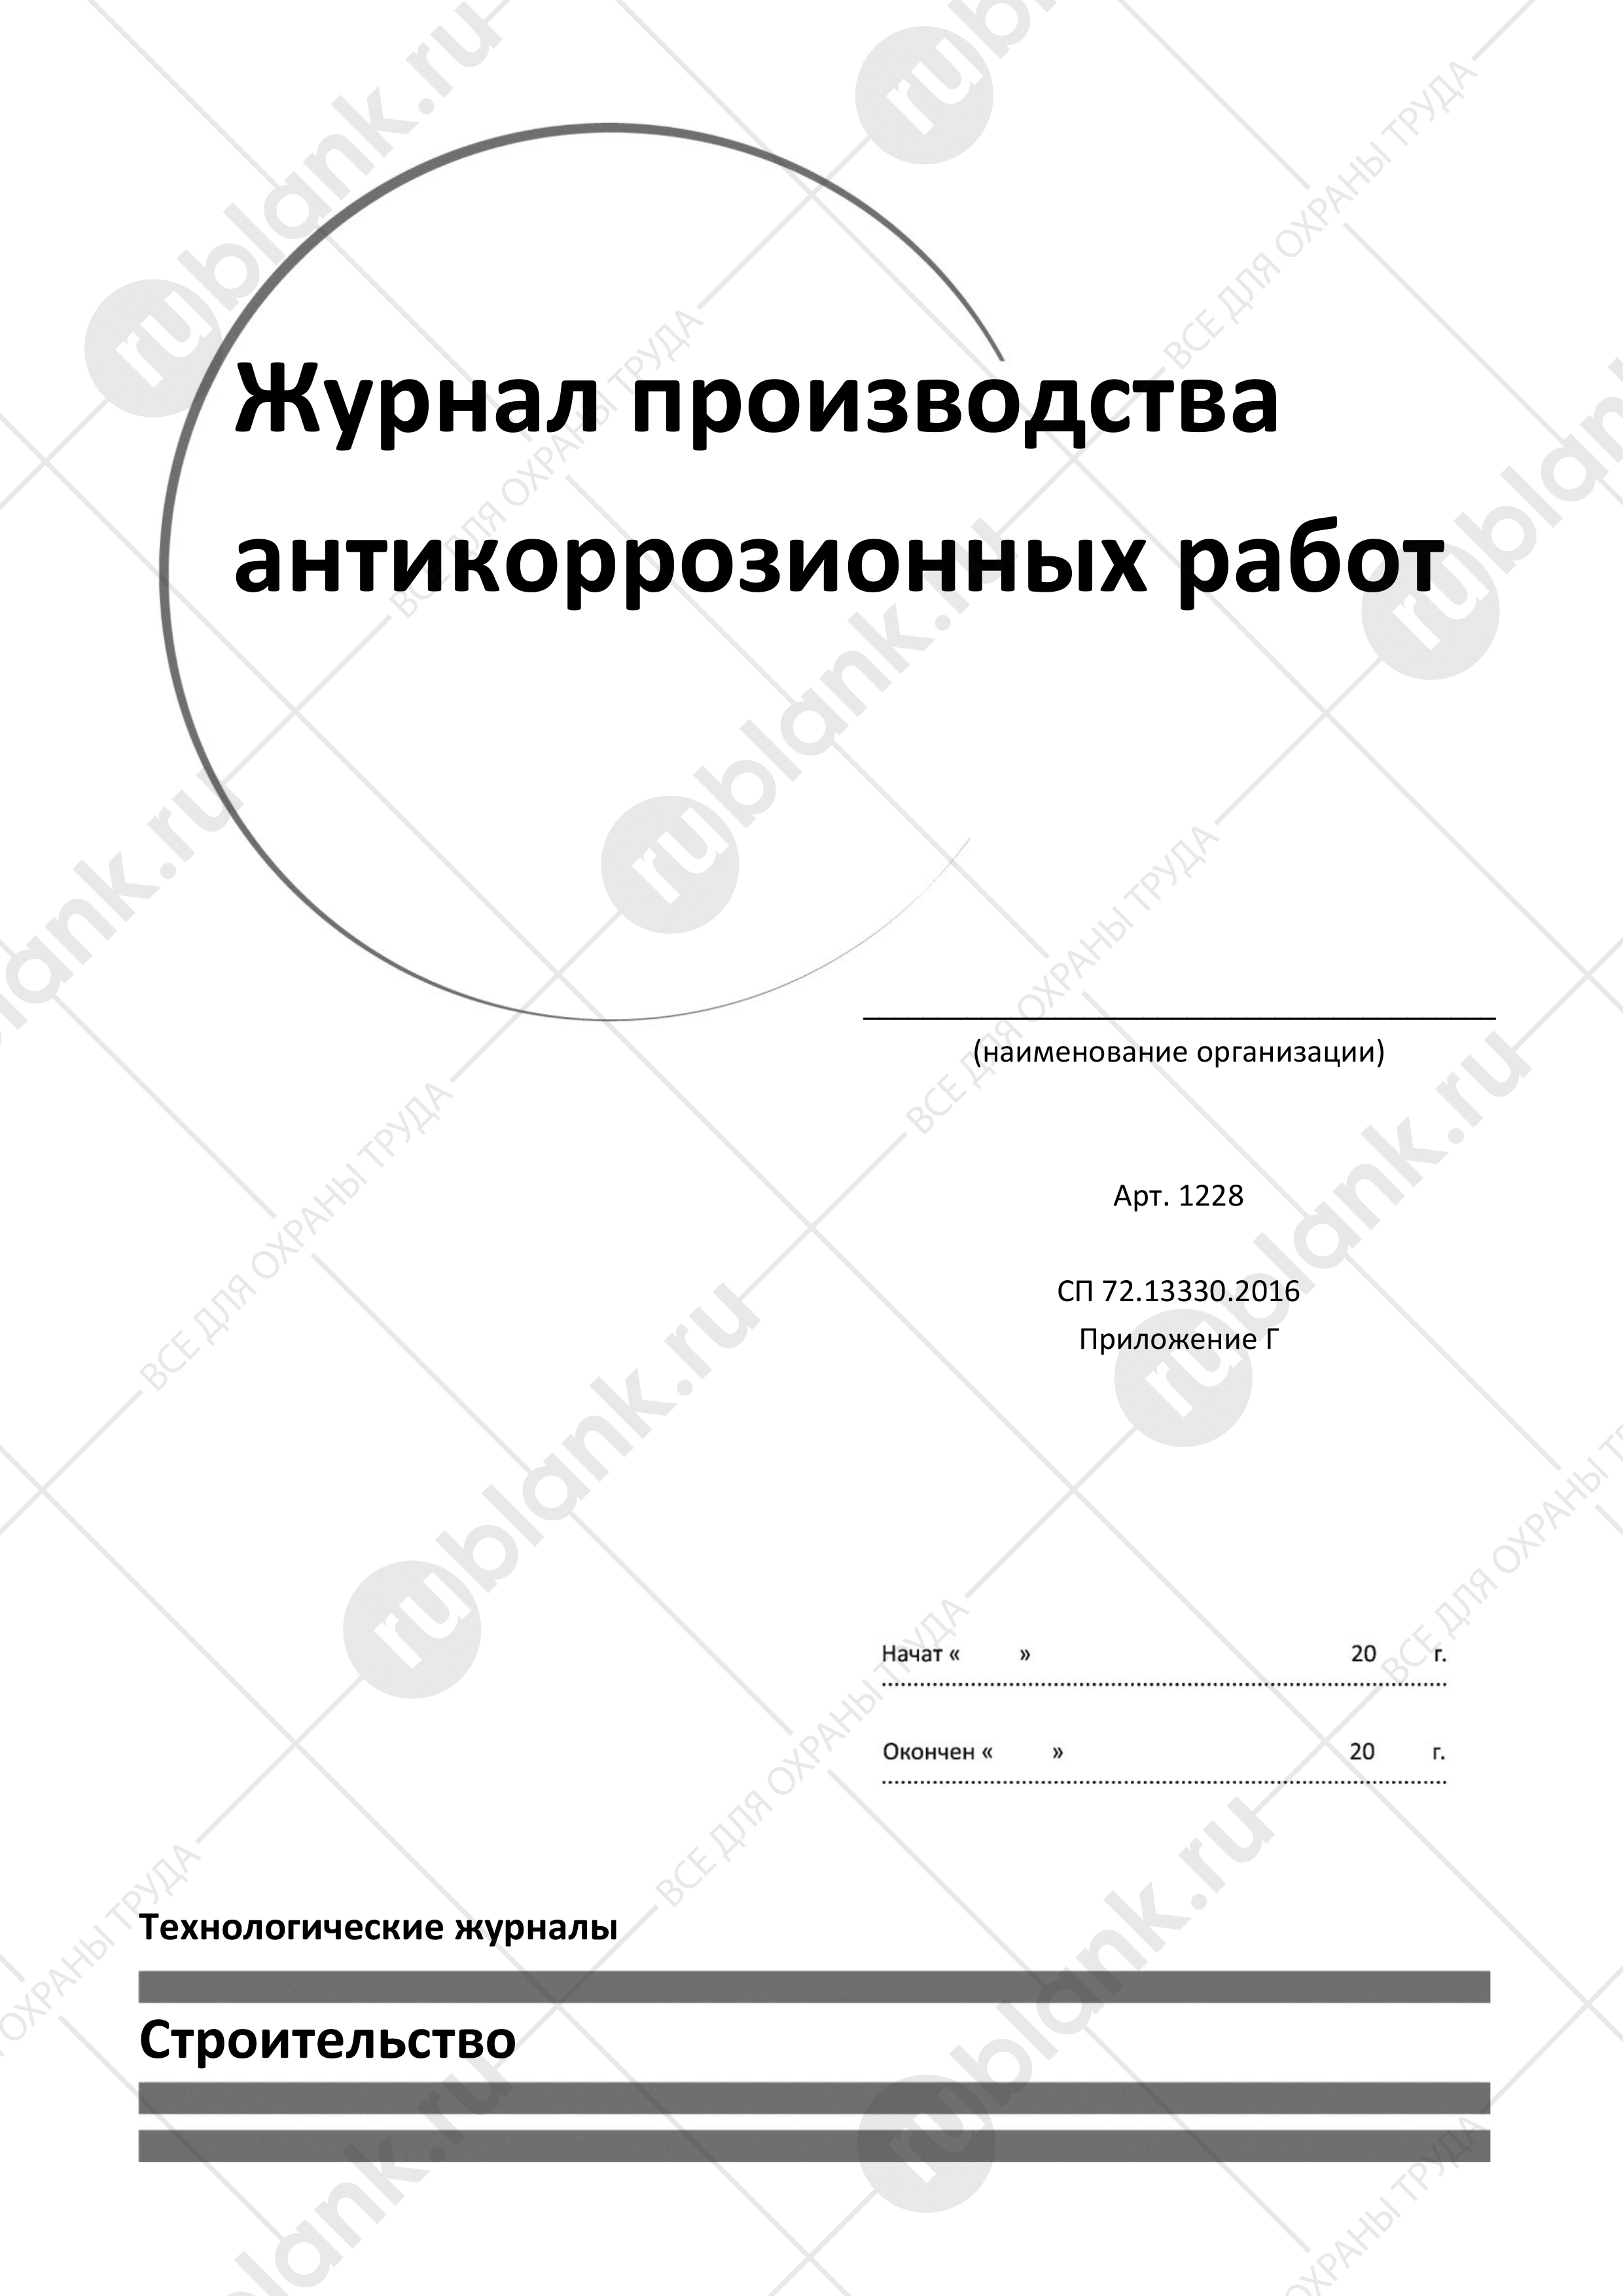 Журнал производства
антикоррозионных работ
(наименование организации)
Арт. 1228
СП 72.13330.2016
Приложение Г
Начат « » 20 г.
Окончен « » 20 г.
Технологические журналы
Строительство
rublank.ru
ВСЕ ДЛЯ ОХРАНЫ ТРУДА